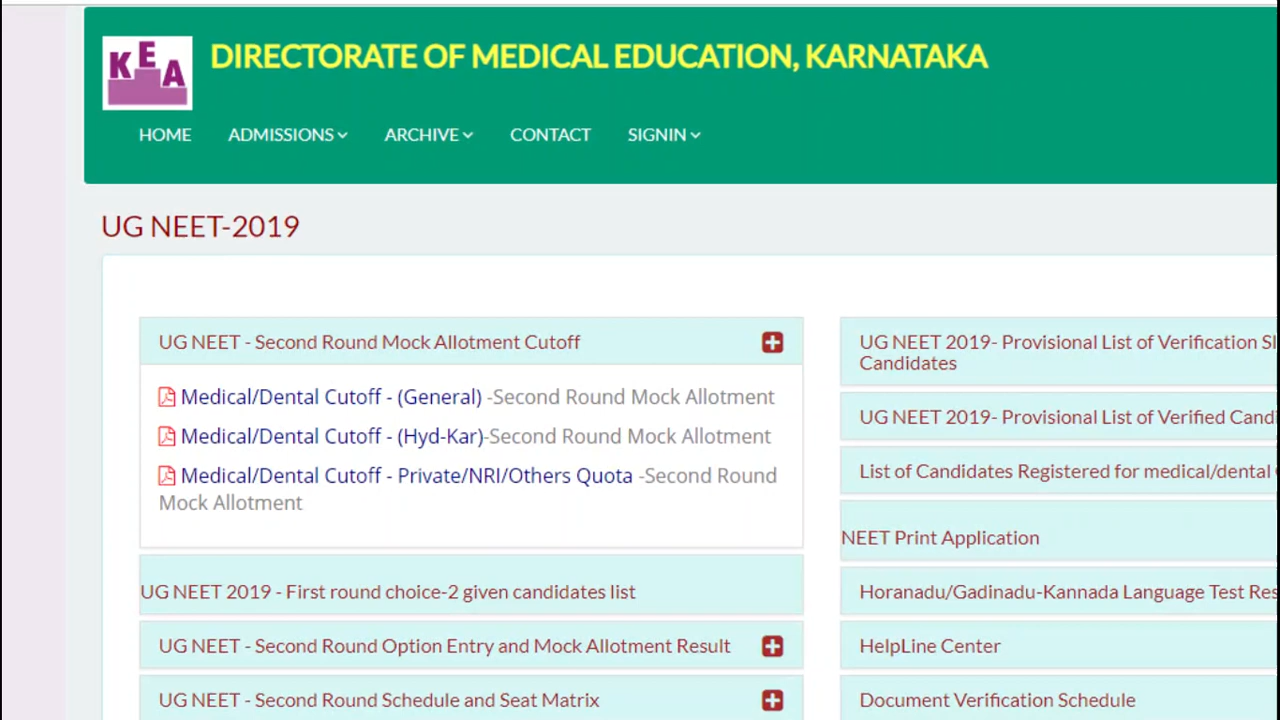 KEA
DIRECTORATE OF MEDICAL EDUCATION, KARNATAKA
HOME ADMISSIONS ARCHIVE CONTACT SIGNIN
UG NEET-2019
UG NEET - Second Round Mock Allotment Cutoff
Medical/Dental Cutoff - (General) -Second Round Mock Allotment
Medical/Dental Cutoff - (Hyd-Kar)-Second Round Mock Allotment
Medical/Dental Cutoff - Private/NRI/Others Quota -Second Round
Mock Allotment
UG NEET 2019 - First round choice-2 given candidates list
UG NEET - Second Round Option Entry and Mock Allotment Result
UG NEET - Second Round Schedule and Seat Matrix
UG NEET 2019- Provisional List of Verification
Candidates
UG NEET 2019- Provisional List of Verified
List of Candidates Registered for medical/dental
NEET Print Application
Horanadu/Gadinadu-Kannada Language Test
HelpLine Center
Document Verification Schedule